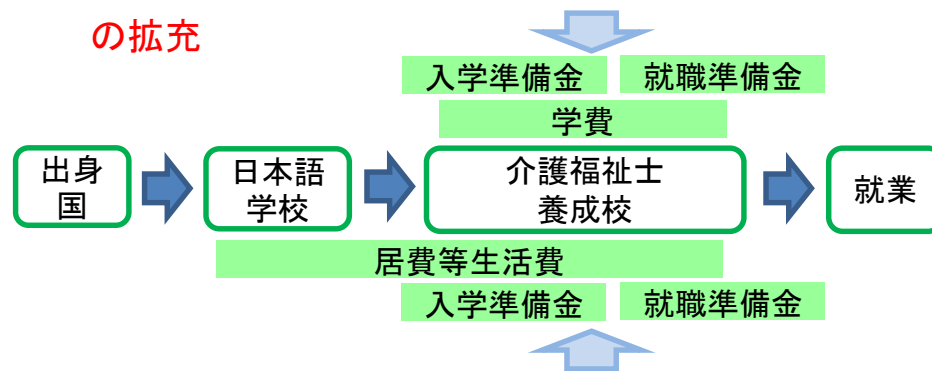 の拡充
入学準備金 就職準備金
学費
出身
国
日本語
学校
介護福祉士
養成校
就業
居費等生活費
入学準備金 就職準備金